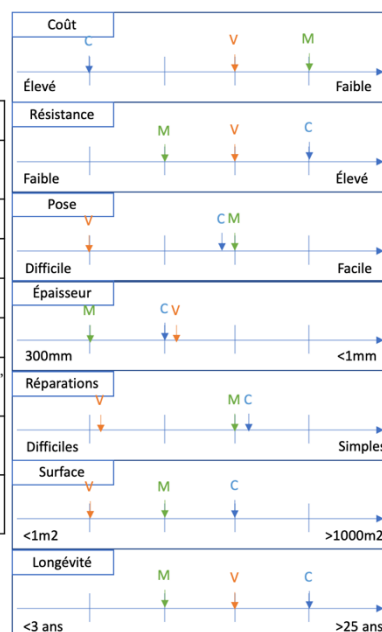 Coût
C V M
Élevé Faible
Résistance
M V C
Faible Élevé
Pose
V C M
Difficile Facile
Épaisseur
M C V
300mm <1mm
Réparations
V M C
Difficiles Simples
Surface
V M C
<1m2 >1000m2
Longévité
M V C
<3 ans >25 ans